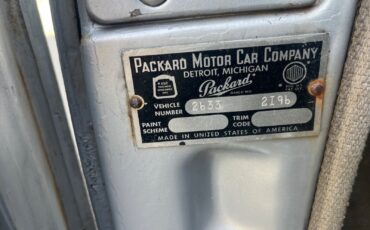 PACKARD MOTOR CAR COMPANY
DETROIT, MICHIGAN
Packard
VEHICLE NUMBER 2633 2196
PAINT SCHEME TRIM CODE
MADE IN UNITED STATES OF AMERICA